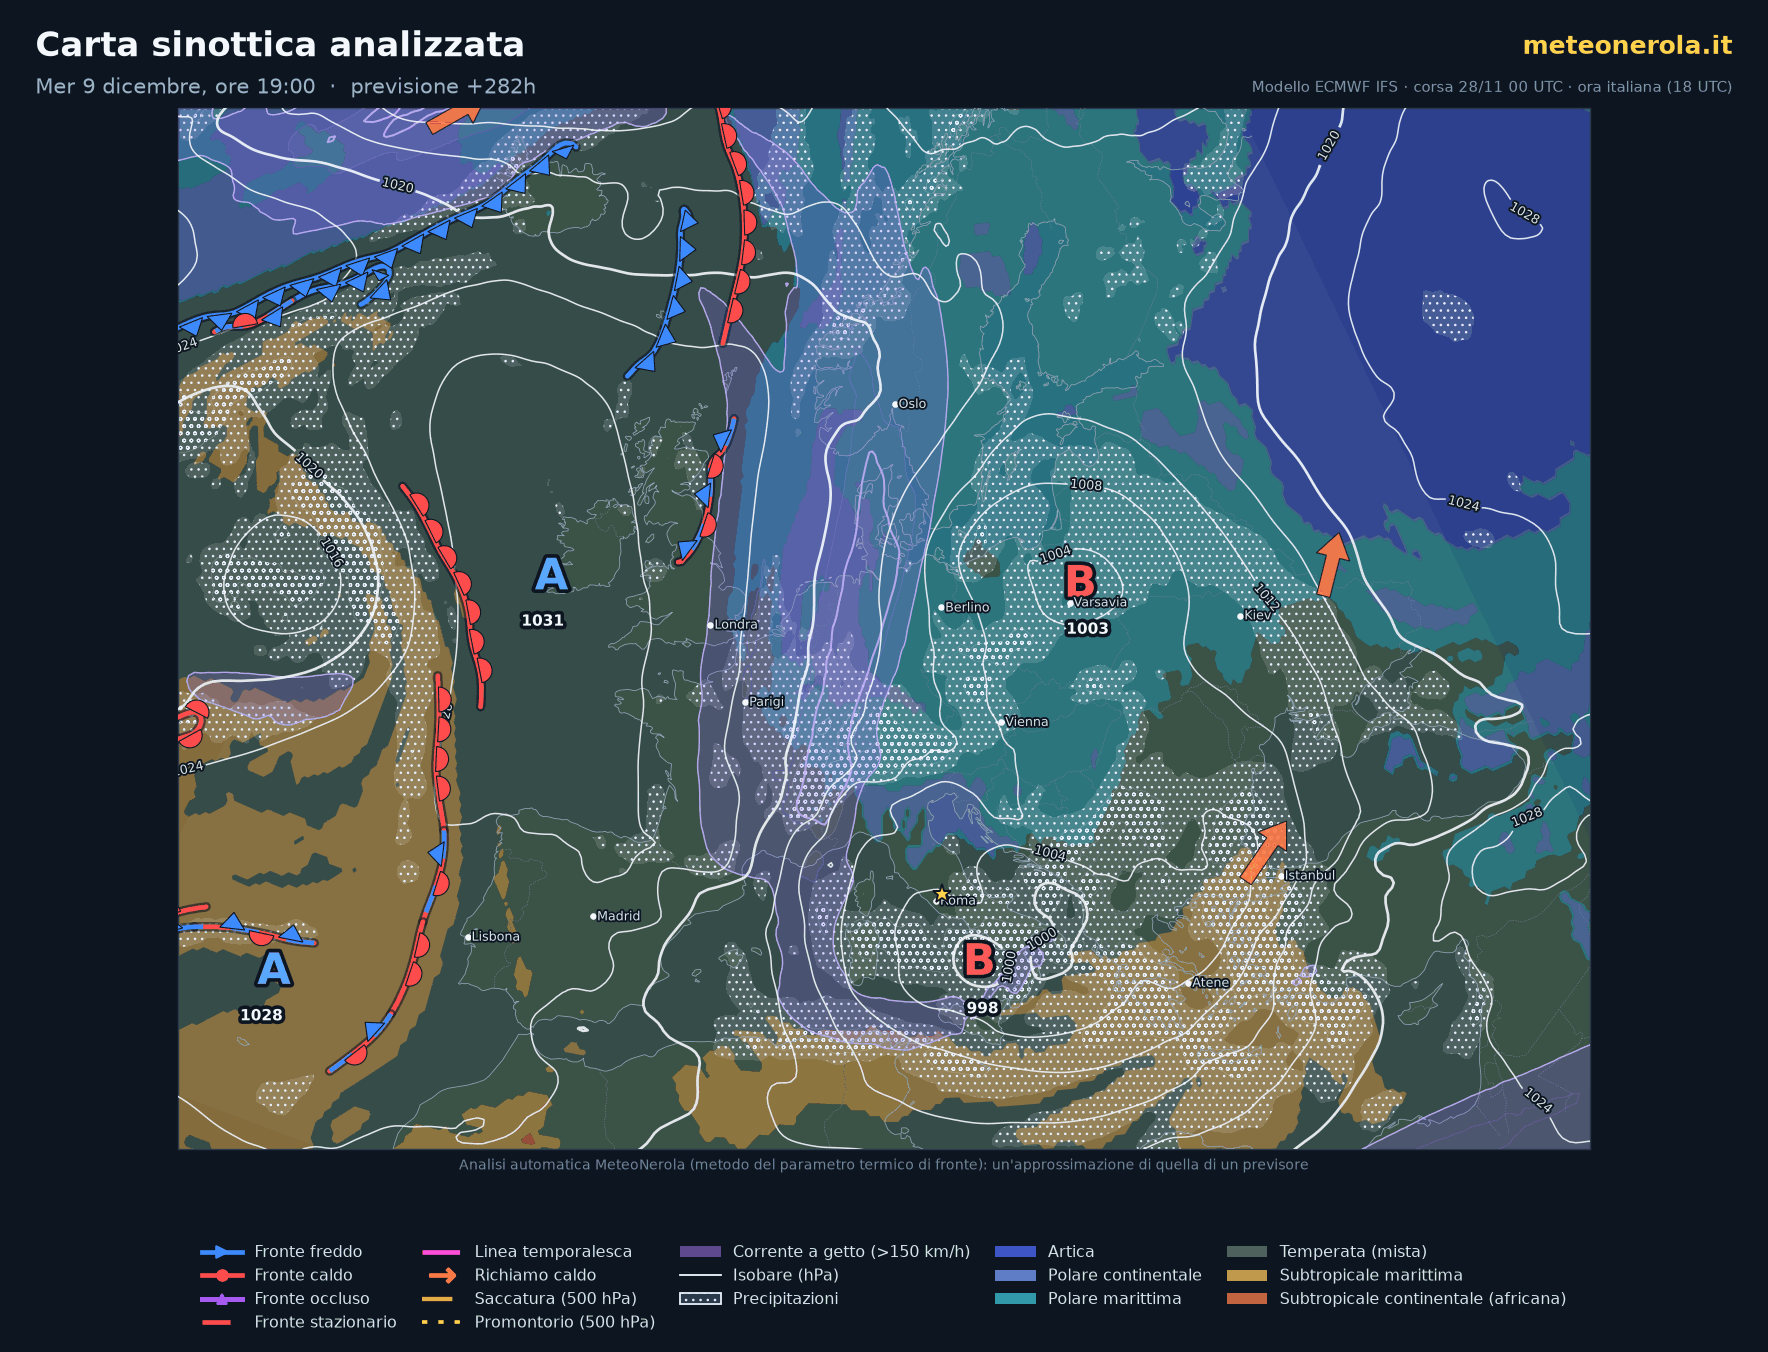 Carta sinottica analizzata
meteonerola.it
Mer 9 dicembre, ore 19:00 · previsione +282h
Modello ECMWF IFS · corsa 28/11 00 UTC · ora italiana (18 UTC)
1020
1020
1028
024
Oslo
1020
1008
1024
1016
1004
A
1031
B
Varsavia
1003
Berlino
1012
Kiev
Londra
Parigi
Vienna
1024
1028
1004
Istanbul
Roma
Madrid
Lisbona
1000
1000
A
1028
B
998
Atene
1024
Analisi automatica MeteoNerola (metodo del parametro termico di fronte): un'approssimazione di quella di un previsore
Fronte freddo
Fronte caldo
Fronte occluso
Fronte stazionario
Linea temporalesca
Richiamo caldo
Saccatura (500 hPa)
Promontorio (500 hPa)
Corrente a getto (>150 km/h)
Isobare (hPa)
Precipitazioni
Artica
Polare continentale
Polare marittima
Temperata (mista)
Subtropicale marittima
Subtropicale continentale (africana)